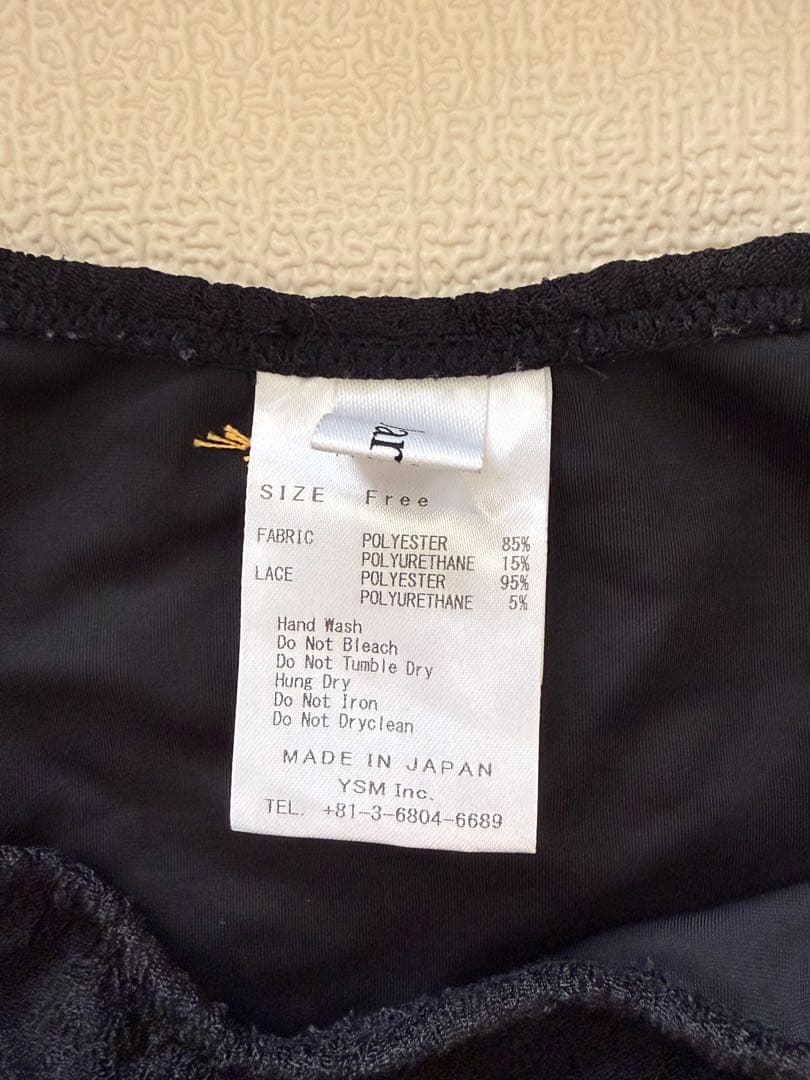 ar
SIZE Free
FABRIC POLYESTER 85%
POLYURETHANE 15%
LACE POLYESTER 95%
POLYURETHANE 5%
Hand Wash
Do Not Bleach
Do Not Tumble Dry
Hung Dry
Do Not Iron
Do Not Dryclean
MADE IN JAPAN
YSM Inc.
TEL. +81-3-6804-6689